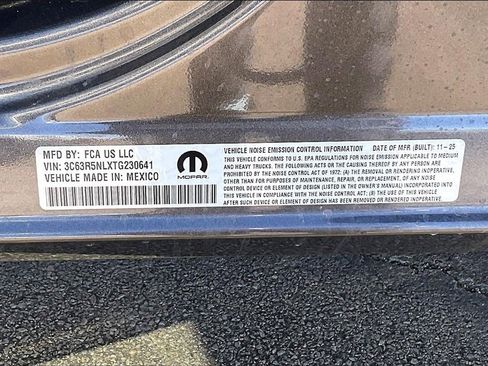 MFD BY: FCA US LLC
VIN: 3C63R5NLXTG230641
VEHICLE MADE IN: MEXICO
MOPAR
VEHICLE NOISE EMISSION CONTROL INFORMATION DATE OF MFR (BUILT): 11-25
THIS VEHICLE CONFORMS TO U.S. EPA REGULATIONS FOR NOISE EMISSION APPLICABLE TO MEDIUM
AND HEAVY TRUCKS. THE FOLLOWING ACTS OR THE CAUSING THEREOF BY ANY PERSON ARE PROHIBITED
BY THE NOISE CONTROL ACT OF 1972: (A) THE REMOVAL OR RENDERING INOPERATIVE,
OTHER THAN FOR PURPOSES OF MAINTENANCE, REPAIR, OR REPLACEMENT, OF ANY NOISE
CONTROL DEVICE OR ELEMENT OF DESIGN (LISTED IN THE OWNER'S MANUAL) INCORPORATED
INTO THIS VEHICLE IN COMPLIANCE WITH THE NOISE CONTROL ACT; (B) THE USE OF THIS VEHICLE
AFTER SUCH DEVICE OR ELEMENT OF DESIGN HAS BEEN REMOVED OR RENDERED INOPERATIVE.